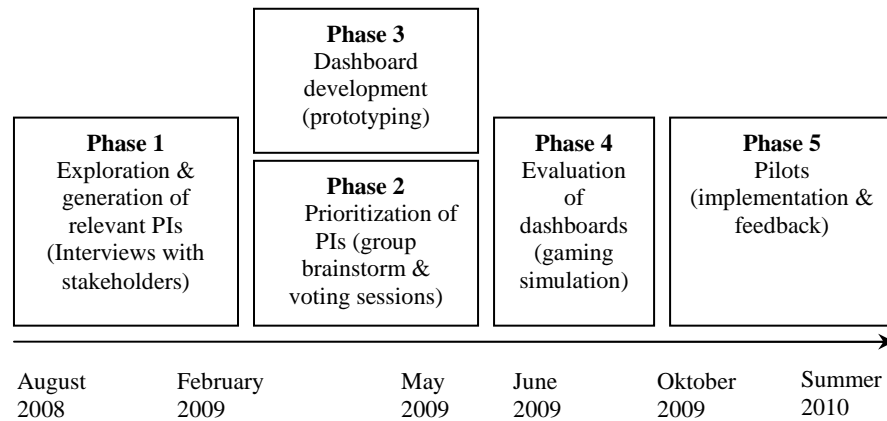 Phase 1
Exploration &
generation of
relevant PIs
(Interviews with
stakeholders)
Phase 3
Dashboard
development
(prototyping)
Phase 2
Prioritization of
PIs (group
brainstorm &
voting sessions)
Phase 4
Evaluation
of
dashboards
(gaming
simulation)
Phase 5
Pilots
(implementation &
feedback)
August
2008
February
2009
May
2009
June
2009
Oktober
2009
Summer
2010